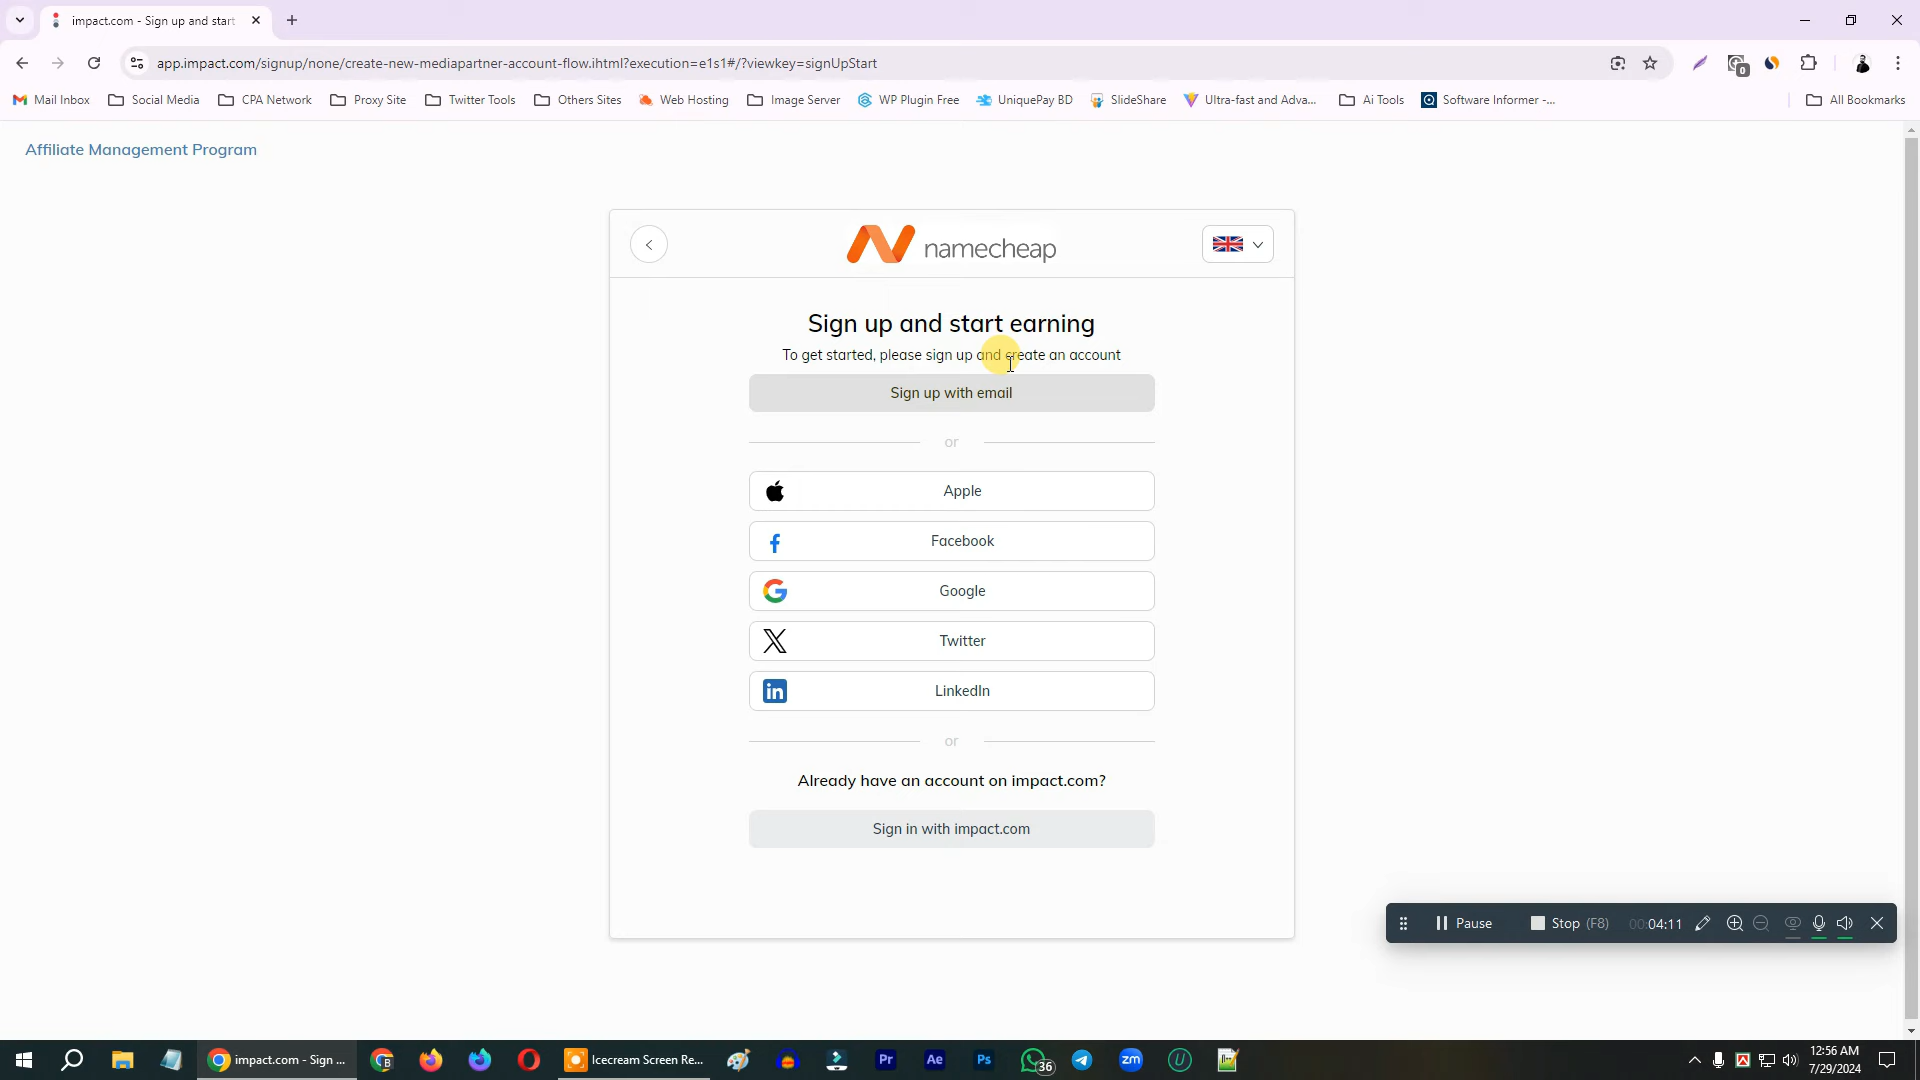 impact.com - Sign up and start
app.impact.com/signup/none/create-new-mediapartner-account-flow.ihtml?execution=e1s1#/?viewkey=signUpStart
0
Mail Inbox Social Media CPA Network Proxy Site Twitter Tools Others Sites Web Hosting Image Server WP Plugin Free UniquePay BD SlideShare Ultra-fast and Adva... Ai Tools Software Informer -... All Bookmarks
Affiliate Management Program
namecheap
Sign up and start earning
To get started, please sign up and create an account
Sign up with email
or
Apple
Facebook
Google
Twitter
LinkedIn
or
Already have an account on impact.com?
Sign in with impact.com
Pause Stop (F8) 00:04:11
impact.com - Sign ... B Icecream Screen Re... Pr Ae Ps 36 zm U
12:56 AM
7/29/2024